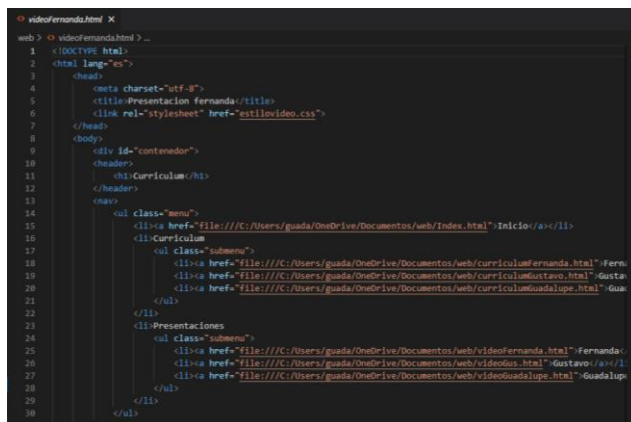 videoFernanda.html ×
web > videoFernanda.html > ...
1 <!DOCTYPE html>
2 <html lang="es">
3 <head>
4 <meta charset="utf-8">
5 <title>Presentacion fernanda</title>
6 <link rel="stylesheet" href="estilovideo.css">
7 </head>
8 <body>
9 <div id="contenedor">
10 <header>
11 <h1>Curriculum</h1>
12 </header>
13 <nav>
14 <ul class="menu">
15 <li><a href="file:///C:/Users/guada/OneDrive/Documentos/web/Index.html">Inicio</a></li>
16 <li>Curriculum
17 <ul class="submenu">
18 <li><a href="file:///C:/Users/guada/OneDrive/Documentos/web/curriculumFernanda.html">Ferna
19 <li><a href="file:///C:/Users/guada/OneDrive/Documentos/web/curriculumGustavo.html">Gusta
20 <li><a href="file:///C:/Users/guada/OneDrive/Documentos/web/curriculumGuadalupe.html">Guad
21 </ul>
22 </li>
23 <li>Presentaciones
24 <ul class="submenu">
25 <li><a href="file:///C:/Users/guada/OneDrive/Documentos/web/videoFernanda.html">Fernanda<
26 <li><a href="file:///C:/Users/guada/OneDrive/Documentos/web/videoGus.html">Gustavo</a></l
27 <li><a href="file:///C:/Users/guada/OneDrive/Documentos/web/videoGuadalupe.html">Guadalupe
28 </ul>
29 </li>
30 </ul>